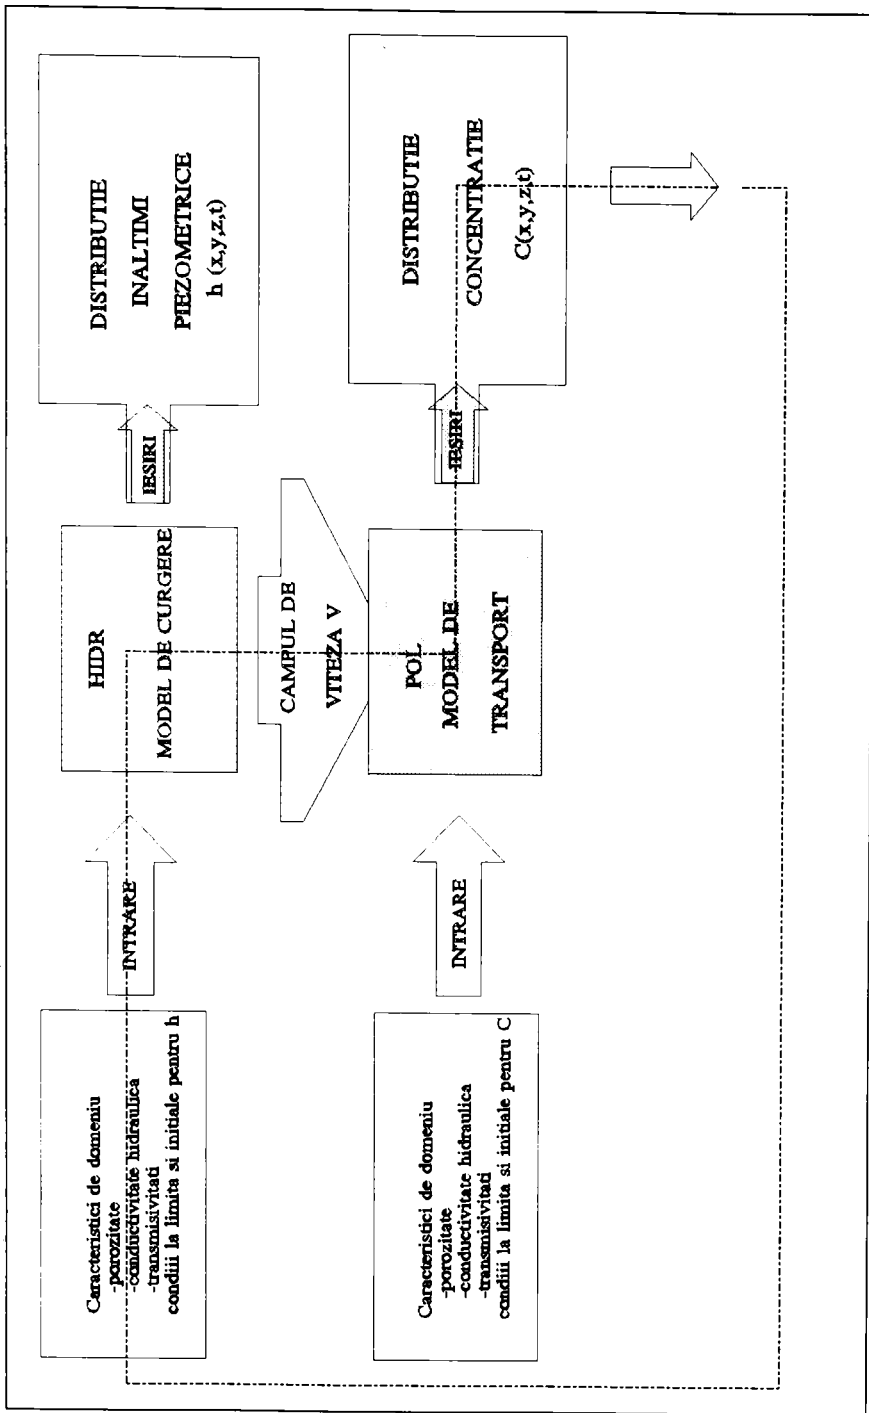 Caracteristici de domeniu
-porozitate
-conductivitate hidraulica
-transmisivitati
condiii la limita si initiale pentru h
INTRARE
HIDR
MODEL DE CURGERE
IESIRI
DISTRIBUTIE
INALTIMI
PIEZOMETRICE
h (x,y,z,t)
CAMPUL DE
VITEZA V
Caracteristici de domeniu
-porozitate
-conductivitate hidraulica
-transmisivitati
condiii la limita si initiale pentru C
INTRARE
POL
MODEL DE
TRANSPORT
IESIRI
DISTRIBUTIE
CONCENTRATIE
C(x,y,z,t)